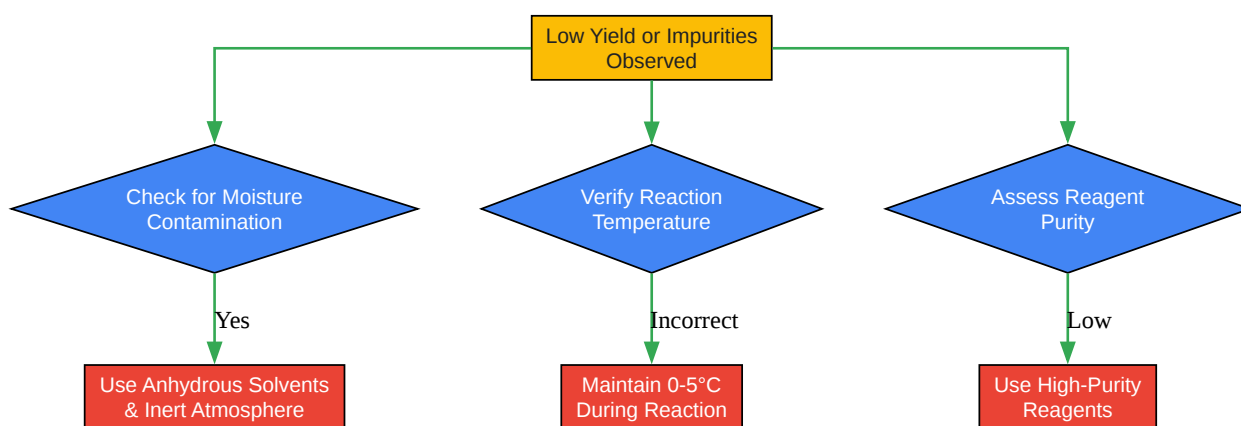 Low Yield or Impurities
Observed
Check for Moisture
Contamination
Verify Reaction
Temperature
Assess Reagent
Purity
Yes
Incorrect
Low
Use Anhydrous Solvents
& Inert Atmosphere
Maintain 0-5°C
During Reaction
Use High-Purity
Reagents